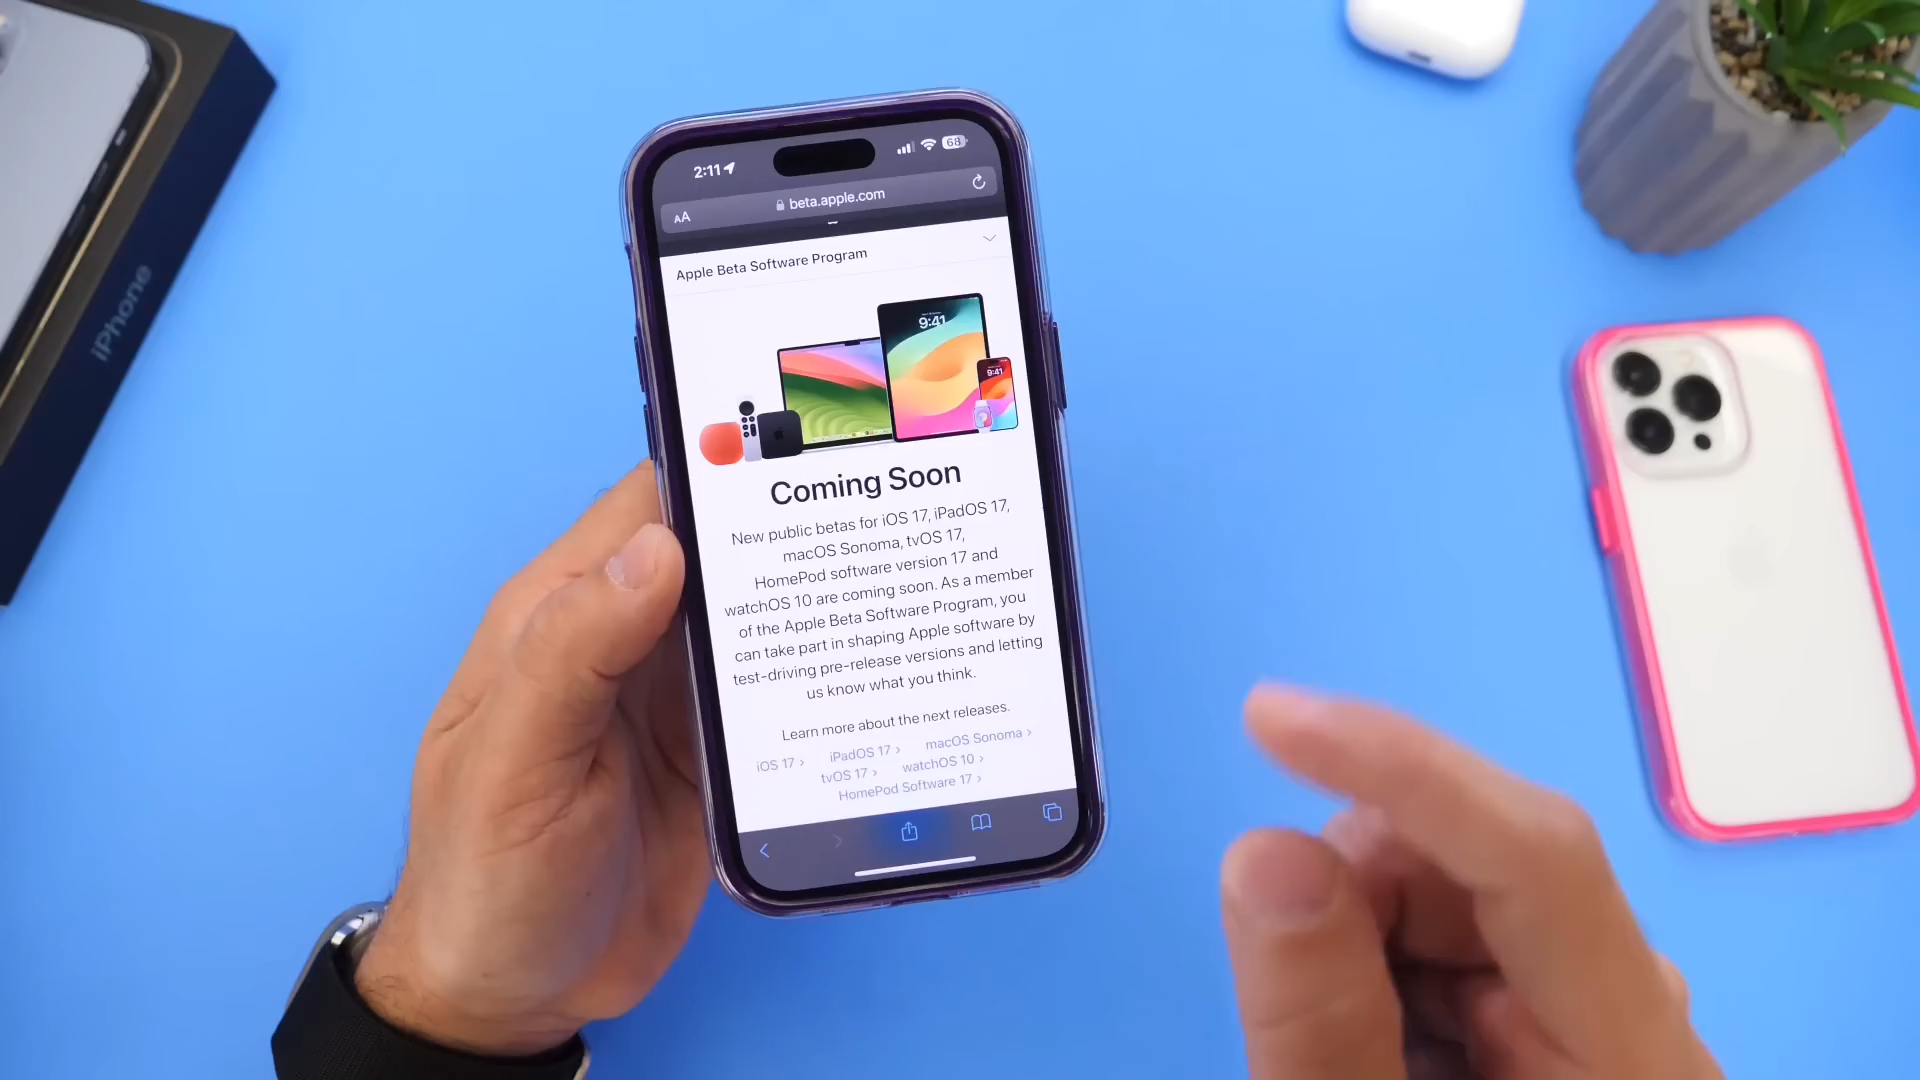 2:11
68
AA
beta.apple.com
Apple Beta Software Program
9:41
9:41
Coming Soon
New public betas for iOS 17, iPadOS 17,
macOS Sonoma, tvOS 17,
HomePod software version 17 and
watchOS 10 are coming soon. As a member
of the Apple Beta Software Program, you
can take part in shaping Apple software by
test-driving pre-release versions and letting
us know what you think.
Learn more about the next releases.
iOS 17 > iPadOS 17 > macOS Sonoma >
tvOS 17 > watchOS 10 >
HomePod Software 17 >
iPhone